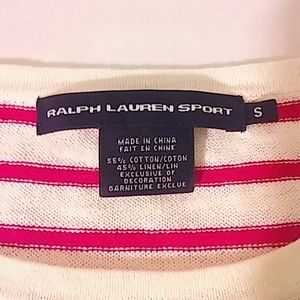 RALPH LAUREN SPORT
S
MADE IN CHINA
FAIT EN CHINE
55% COTTON/COTON
45% LINEN/LIN
EXCLUSIVE OF
DECORATION
GARNITURE EXCLUE